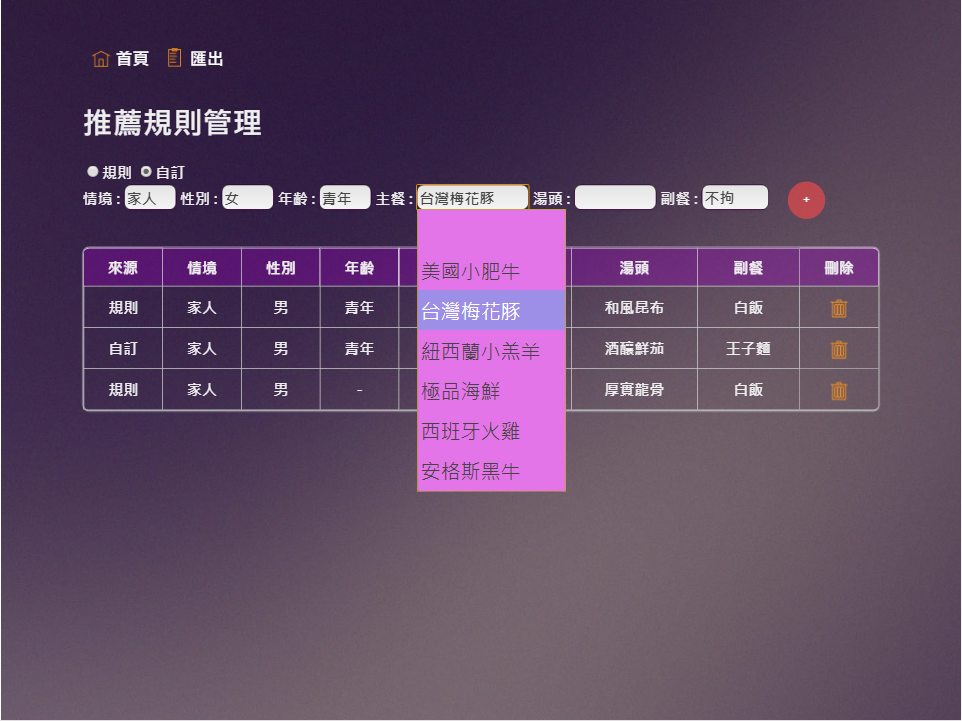 首頁 匯出
推薦規則管理
規則 自訂
情境 : 家人 性別 : 女 年齡 : 青年 主餐 : 台灣梅花豚 湯頭 : 副餐 : 不拘 +
美國小肥牛
台灣梅花豚
紐西蘭小羔羊
極品海鮮
西班牙火雞
安格斯黑牛
來源 情境 性別 年齡 湯頭 副餐 刪除
規則 家人 男 青年 和風昆布 白飯
自訂 家人 男 青年 酒釀鮮茄 王子麵
規則 家人 男 - 厚實龍骨 白飯